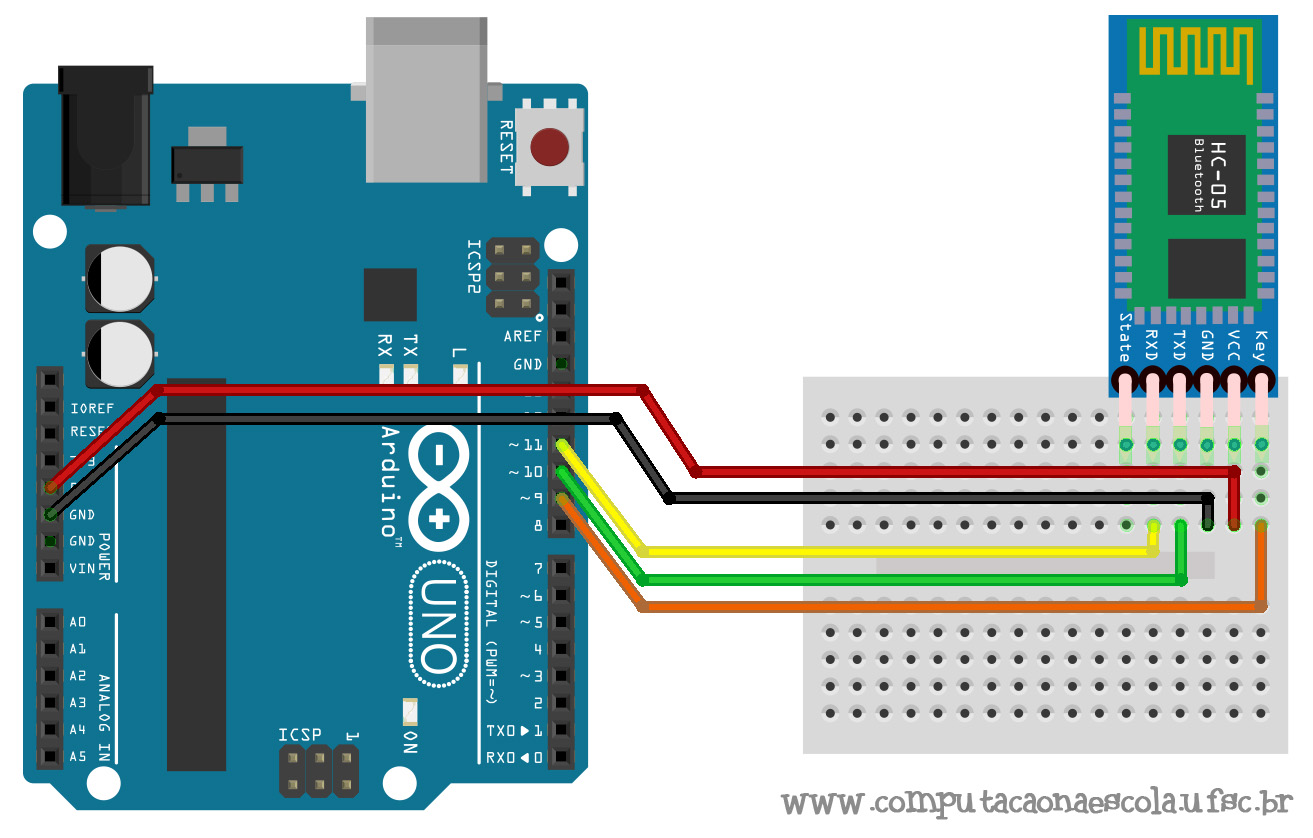 RESET
ICSP2
AREF
GND
RX
TX
L
IOREF
RESET
GND
GND
VIN
POWER
Arduino™
UNO
~11
~10
~9
8
7
~6
~5
4
~3
2
TX0▶1
RX0◀0
DIGITAL (PWM=~)
A0
A1
A2
A3
A4
A5
ANALOG IN
ICSP
1
ON
HC-05
Bluetooth
State
RXD
TXD
GND
VCC
Key
www.computacaonaescola.ufsc.br